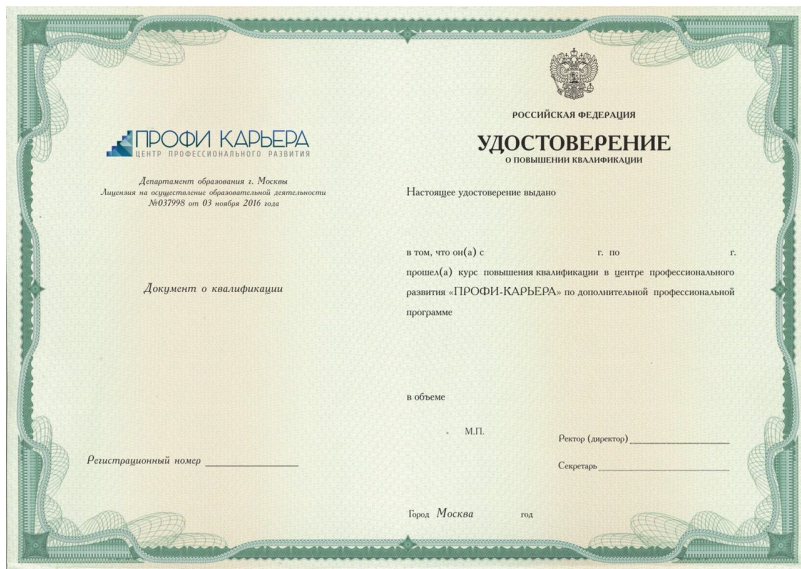 ПРОФИ КАРЬЕРА
ЦЕНТР ПРОФЕССИОНАЛЬНОГО РАЗВИТИЯ
Департамент образования г. Москвы
Лицензия на осуществление образовательной деятельности
№037998 от 03 ноября 2016 года
Документ о квалификации
Регистрационный номер
РОССИЙСКАЯ ФЕДЕРАЦИЯ
УДОСТОВЕРЕНИЕ
О ПОВЫШЕНИИ КВАЛИФИКАЦИИ
Настоящее удостоверение выдано
в том, что он(а) с г. по г.
прошел(а) курс повышения квалификации в центре профессионального
развития «ПРОФИ-КАРЬЕРА» по дополнительной профессиональной
программе
в объеме
М.П.
Ректор (директор)
Секретарь
Город Москва год